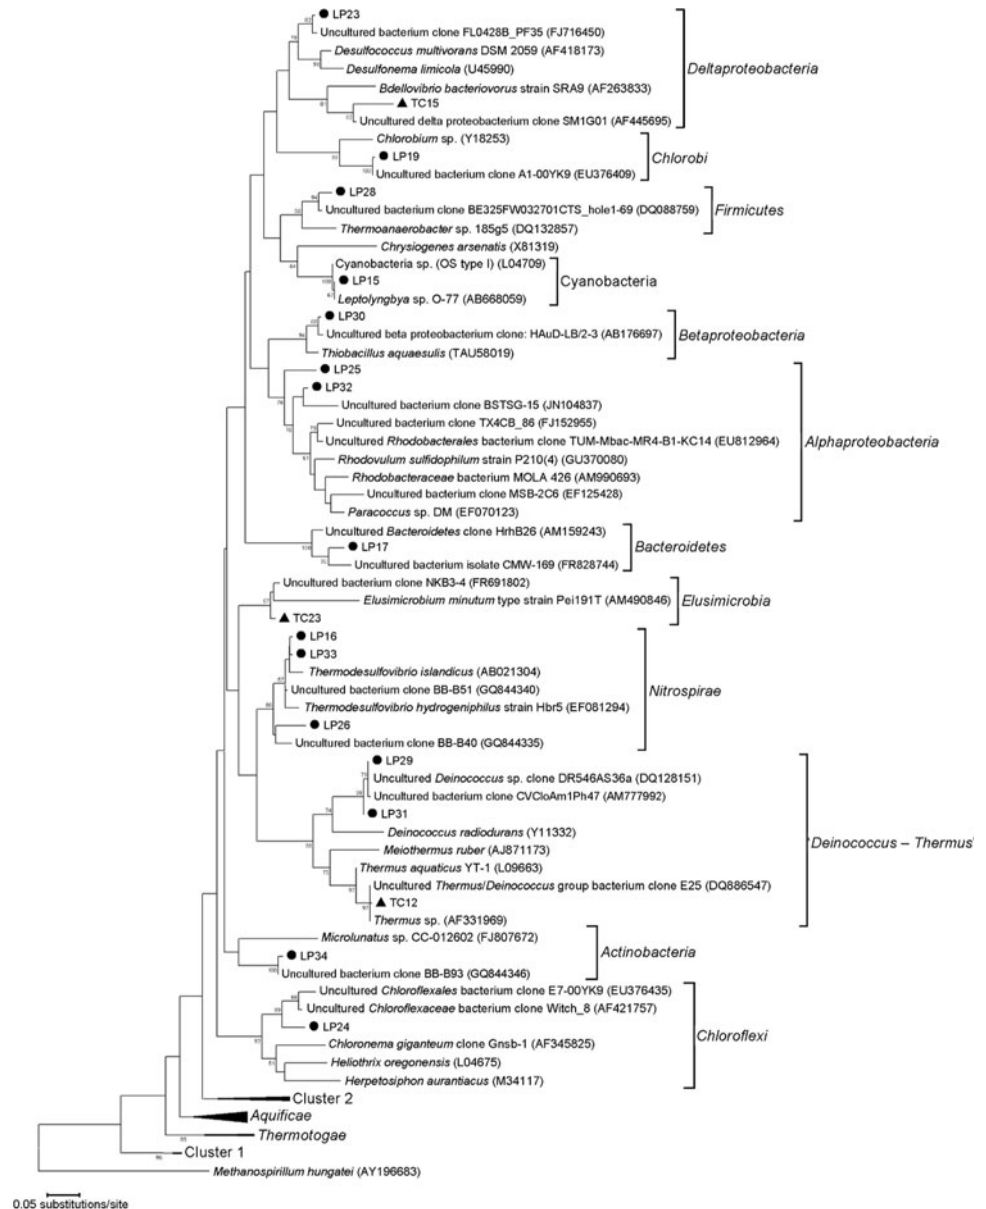 LP23
Uncultured bacterium clone FL0428B_PF35 (FJ716450)
Desulfococcus multivorans DSM 2059 (AF418173)
Desulfonema limicola (U45990)
Deltaproteobacteria
Bdellovibrio bacteriovorus strain SRA9 (AF263833)
TC15
Uncultured delta proteobacterium clone SM1G01 (AF445695)
Chlorobium sp. (Y18253)
LP19
Chlorobi
Uncultured bacterium clone A1-00YK9 (EU376409)
LP28
Uncultured bacterium clone BE325FW032701CTS_hole1-69 (DQ088759)
Firmicutes
Thermoanaerobacter sp. 185g5 (DQ132857)
Chrysiogenes arsenatis (X81319)
Cyanobacteria sp. (OS type I) (L04709)
LP15
Cyanobacteria
Leptolyngbya sp. O-77 (AB668059)
LP30
Uncultured beta proteobacterium clone: HAuD-LB/2-3 (AB176697)
Betaproteobacteria
Thiobacillus aquaesulis (TAU58019)
LP25
LP32
Uncultured bacterium clone BSTSG-15 (JN104837)
Uncultured bacterium clone TX4CB_86 (FJ152955)
Uncultured Rhodobacterales bacterium clone TUM-Mbac-MR4-B1-KC14 (EU812964)
Alphaproteobacteria
Rhodovulum sulfidophilum strain P210(4) (GU370080)
Rhodobacteraceae bacterium MOLA 426 (AM990693)
Uncultured bacterium clone MSB-2C6 (EF125428)
Paracoccus sp. DM (EF070123)
Uncultured Bacteroidetes clone HrhB26 (AM159243)
LP17
Bacteroidetes
Uncultured bacterium isolate CMW-169 (FR828744)
Uncultured bacterium clone NKB3-4 (FR691802)
Elusimicrobium minutum type strain Pei191T (AM490846)
Elusimicrobia
TC23
LP16
LP33
Thermodesulfovibrio islandicus (AB021304)
Uncultured bacterium clone BB-B51 (GQ844340)
Nitrospirae
Thermodesulfovibrio hydrogeniphilus strain Hbr5 (EF081294)
LP26
Uncultured bacterium clone BB-B40 (GQ844335)
LP29
Uncultured Deinococcus sp. clone DR546AS36a (DQ128151)
Uncultured bacterium clone CVCloAm1Ph47 (AM777992)
LP31
Deinococcus radiodurans (Y11332)
Deinococcus – Thermus
Meiothermus ruber (AJ871173)
Thermus aquaticus YT-1 (L09663)
Uncultured Thermus/Deinococcus group bacterium clone E25 (DQ886547)
TC12
Thermus sp. (AF331969)
Microlunatus sp. CC-012602 (FJ807672)
LP34
Actinobacteria
Uncultured bacterium clone BB-B93 (GQ844346)
Uncultured Chloroflexales bacterium clone E7-00YK9 (EU376435)
Uncultured Chloroflexaceae bacterium clone Witch_8 (AF421757)
LP24
Chloroflexi
Chloronema giganteum clone Gnsb-1 (AF345825)
Heliothrix oregonensis (L04675)
Herpetosiphon aurantiacus (M34117)
Cluster 2
Aquificae
Thermotogae
Cluster 1
Methanospirillum hungatei (AY196683)
0.05 substitutions/site